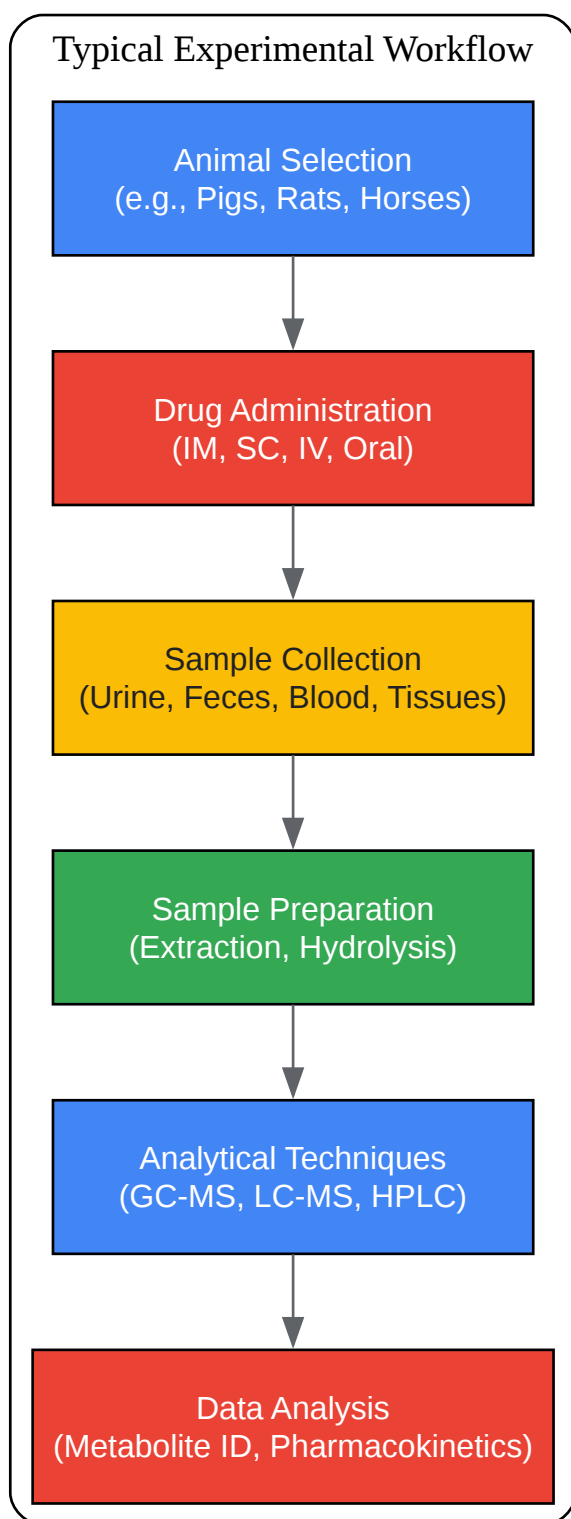 Typical Experimental Workflow
Animal Selection
(e.g., Pigs, Rats, Horses)
Drug Administration
(IM, SC, IV, Oral)
Sample Collection
(Urine, Feces, Blood, Tissues)
Sample Preparation
(Extraction, Hydrolysis)
Analytical Techniques
(GC-MS, LC-MS, HPLC)
Data Analysis
(Metabolite ID, Pharmacokinetics)